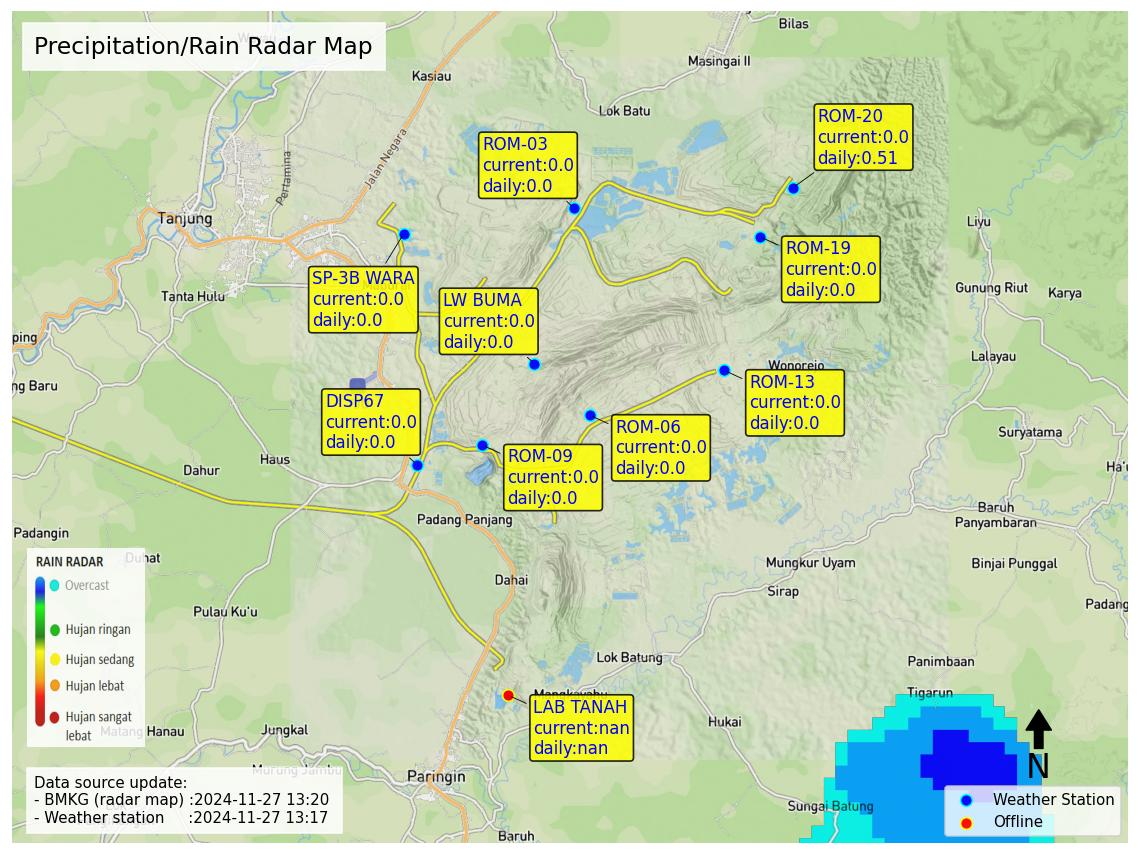 Precipitation/Rain Radar Map
Bilas
Masingai II
Kasiau
Lok Batu
Jalan Negara
Pertamina
Tanjung
Tanta Hulu
ROM-03
current:0.0
daily:0.0
ROM-20
current:0.0
daily:0.51
ROM-19
current:0.0
daily:0.0
SP-3B WARA
current:0.0
daily:0.0
LW BUMA
current:0.0
daily:0.0
Liyu
Gunung Riut
Karya
Lalayau
ping
ng Baru
Wonorejo
ROM-13
current:0.0
daily:0.0
DISP67
current:0.0
daily:0.0
ROM-06
current:0.0
daily:0.0
ROM-09
current:0.0
daily:0.0
Suryatama
Ha'u
Haus
Dahur
Padang Panjang
Baruh
Panyambaran
Padangin
Duhat
Dahai
Mungkur Uyam
Binjai Punggal
Sirap
Padang
Pulau Ku'u
RAIN RADAR
Overcast
Hujan ringan
Hujan sedang
Hujan lebat
Hujan sangat
lebat
Lok Batung
Panimbaan
Tigarun
Mangkayahu
LAB TANAH
current:nan
daily:nan
Hukai
Matang Hanau
Jungkal
Murung Jambu
Paringin
Sungai Batung
Baruh
Data source update:
- BMKG (radar map) :2024-11-27 13:20
- Weather station :2024-11-27 13:17
N
Weather Station
Offline